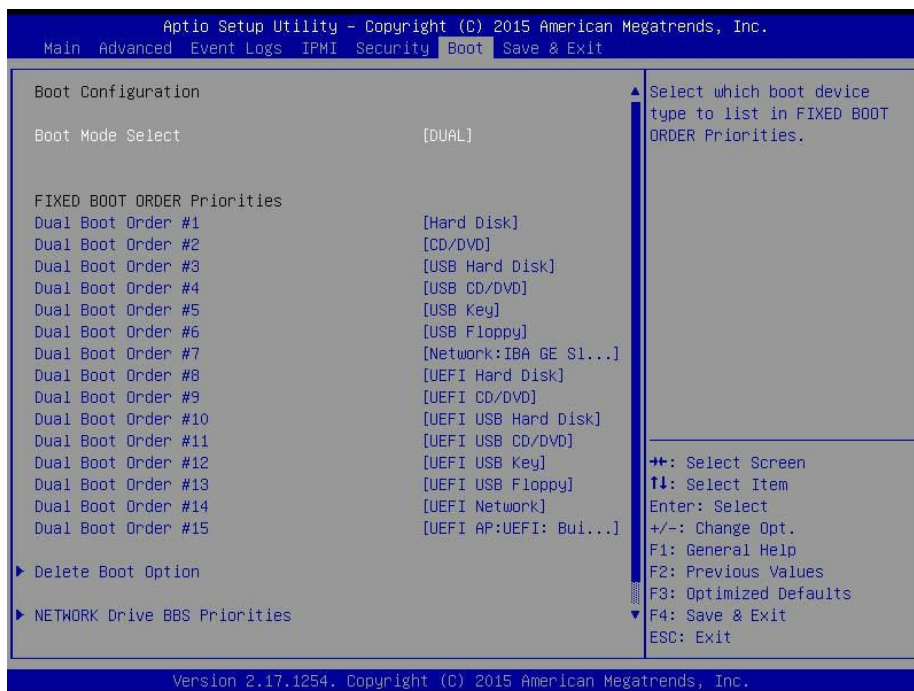 Aptio Setup Utility – Copyright (C) 2015 American Megatrends, Inc.
Main Advanced Event Logs IPMI Security Boot Save & Exit
Boot Configuration
Boot Mode Select [DUAL]
FIXED BOOT ORDER Priorities
Dual Boot Order #1 [Hard Disk]
Dual Boot Order #2 [CD/DVD]
Dual Boot Order #3 [USB Hard Disk]
Dual Boot Order #4 [USB CD/DVD]
Dual Boot Order #5 [USB Key]
Dual Boot Order #6 [USB Floppy]
Dual Boot Order #7 [Network:IBA GE Sl...]
Dual Boot Order #8 [UEFI Hard Disk]
Dual Boot Order #9 [UEFI CD/DVD]
Dual Boot Order #10 [UEFI USB Hard Disk]
Dual Boot Order #11 [UEFI USB CD/DVD]
Dual Boot Order #12 [UEFI USB Key]
Dual Boot Order #13 [UEFI USB Floppy]
Dual Boot Order #14 [UEFI Network]
Dual Boot Order #15 [UEFI AP:UEFI: Bui...]
Delete Boot Option
NETWORK Drive BBS Priorities
Select which boot device
type to list in FIXED BOOT
ORDER Priorities.
→←: Select Screen
↑↓: Select Item
Enter: Select
+/-: Change Opt.
F1: General Help
F2: Previous Values
F3: Optimized Defaults
F4: Save & Exit
ESC: Exit
Version 2.17.1254. Copyright (C) 2015 American Megatrends, Inc.